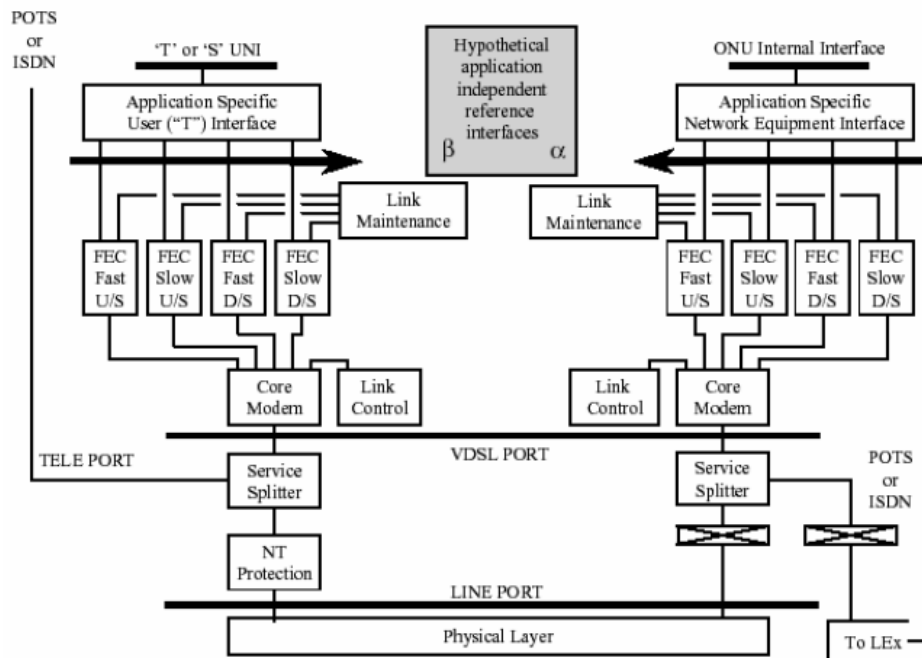 POTS
or
ISDN
‘T’ or ‘S’ UNI
Application Specific
User (“T”) Interface
Hypothetical
application
independent
reference
interfaces
β α
ONU Internal Interface
Application Specific
Network Equipment Interface
Link
Maintenance
Link
Maintenance
FEC
Fast
U/S
FEC
Slow
U/S
FEC
Fast
D/S
FEC
Slow
D/S
FEC
Fast
U/S
FEC
Slow
U/S
FEC
Fast
D/S
FEC
Slow
D/S
Core
Modem
Link
Control
Link
Control
Core
Modem
TELE PORT
VDSL PORT
Service
Splitter
Service
Splitter
POTS
or
ISDN
NT
Protection
LINE PORT
Physical Layer
To LEx